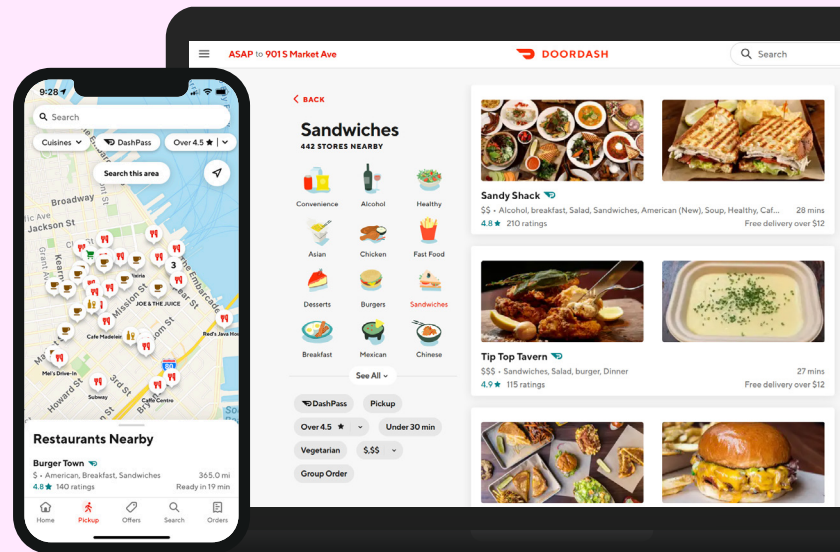 9:28
Search
Cuisines
DashPass
Over 4.5 ★
Search this area
Broadway
Jackson St
Kearny
3
Mission St
JOE & THE JUICE
Cafe Madeleine
Red's Java Hou
Mel's Drive-In
80
Howard St
3rd St
Subway
Caffe Centro
Restaurants Nearby
Burger Town
$ • American, Breakfast, Sandwiches 365.0 mi
4.8 ★ 140 ratings Ready in 19 min
Home Pickup Offers Search Orders
ASAP to 901 S Market Ave
DOORDASH
Search
BACK
Sandwiches
442 STORES NEARBY
Convenience Alcohol Healthy
Asian Chicken Fast Food
Desserts Burgers Sandwiches
Breakfast Mexican Chinese
See All
DashPass Pickup
Over 4.5 ★ Under 30 min
Vegetarian $,$$
Group Order
Sandy Shack
$$ • Alcohol, breakfast, Salad, Sandwiches, American (New), Soup, Healthy, Caf... 28 mins
4.8 ★ 210 ratings Free delivery over $12
Tip Top Tavern
$$$ • Sandwiches, Salad, burger, Dinner 27 mins
4.9 ★ 115 ratings Free delivery over $12